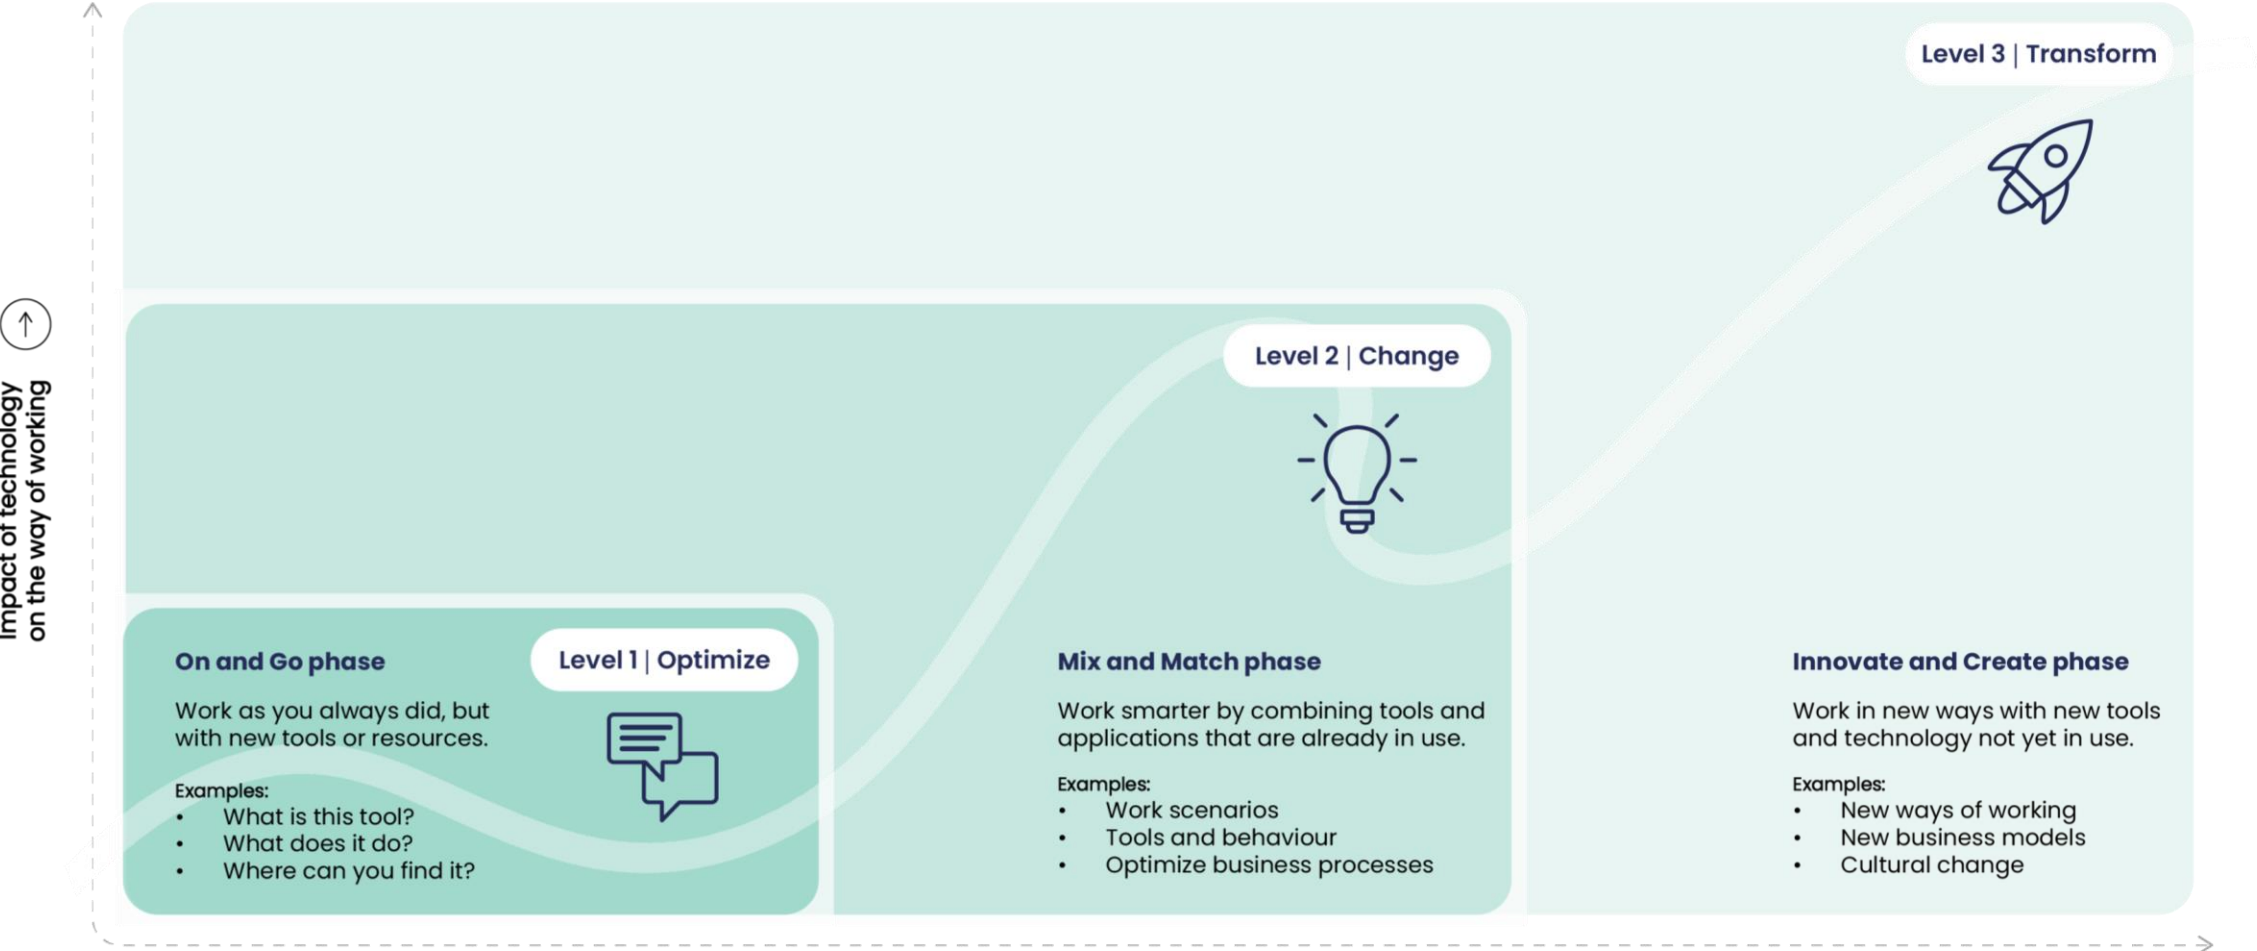 Level 3 | Transform
Impact of technology
on the way of working
Level 2 | Change
Level 1 | Optimize
On and Go phase
Work as you always did, but
with new tools or resources.
Examples:
• What is this tool?
• What does it do?
• Where can you find it?
Mix and Match phase
Work smarter by combining tools and
applications that are already in use.
Examples:
• Work scenarios
• Tools and behaviour
• Optimize business processes
Innovate and Create phase
Work in new ways with new tools
and technology not yet in use.
Examples:
• New ways of working
• New business models
• Cultural change